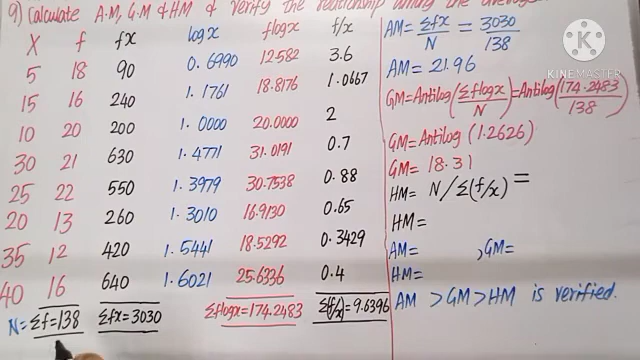 9) Calculate A.M, G.M & HM & Verify the relationship among the averages
X f fx logx flogx f/x
5 18 90 0.6990 12.582 3.6
15 16 240 1.1761 18.8176 1.0667
10 20 200 1.0000 20.0000 2
30 21 630 1.4771 31.0191 0.7
25 22 550 1.3979 30.7538 0.88
20 13 260 1.3010 16.9130 0.65
35 12 420 1.5441 18.5292 0.3429
40 16 640 1.6021 25.6336 0.4
N= Σf=138 Σfx=3030 Σflogx=174.2483 Σ(f/x)=9.6396
AM= Σfx/N = 3030/138
AM= 21.96
GM=Antilog(Σflogx/N)=Antilog(174.2483/138)
GM=Antilog (1.2626)
GM= 18.31
HM= N/Σ(f/x) =
HM=
AM= , GM=
HM=
AM >GM>HM is verified.
KINEMASTER